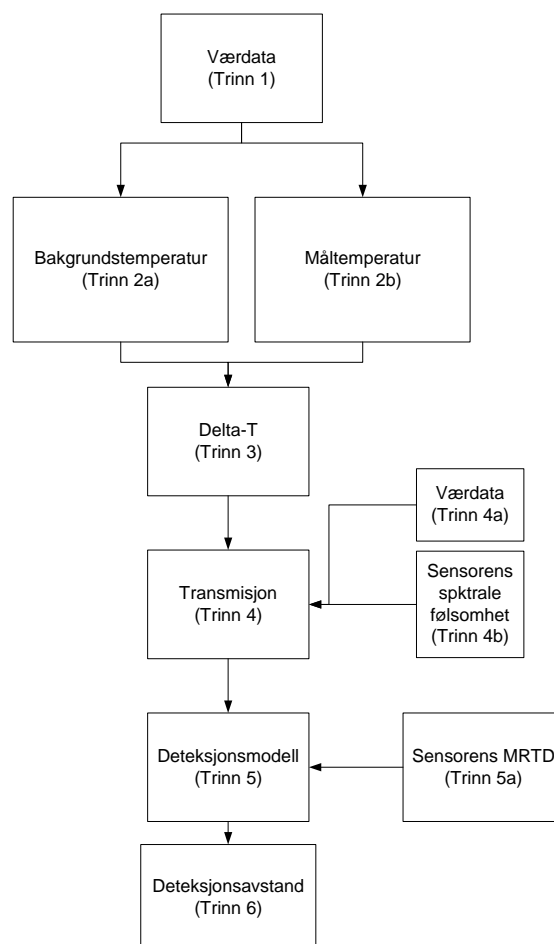 Værdata
(Trinn 1)
Bakgrundstemperatur
(Trinn 2a)
Måltemperatur
(Trinn 2b)
Delta-T
(Trinn 3)
Værdata
(Trinn 4a)
Transmisjon
(Trinn 4)
Sensorens
spktrale
følsomhet
(Trinn 4b)
Deteksjonsmodell
(Trinn 5)
Sensorens MRTD
(Trinn 5a)
Deteksjonsavstand
(Trinn 6)